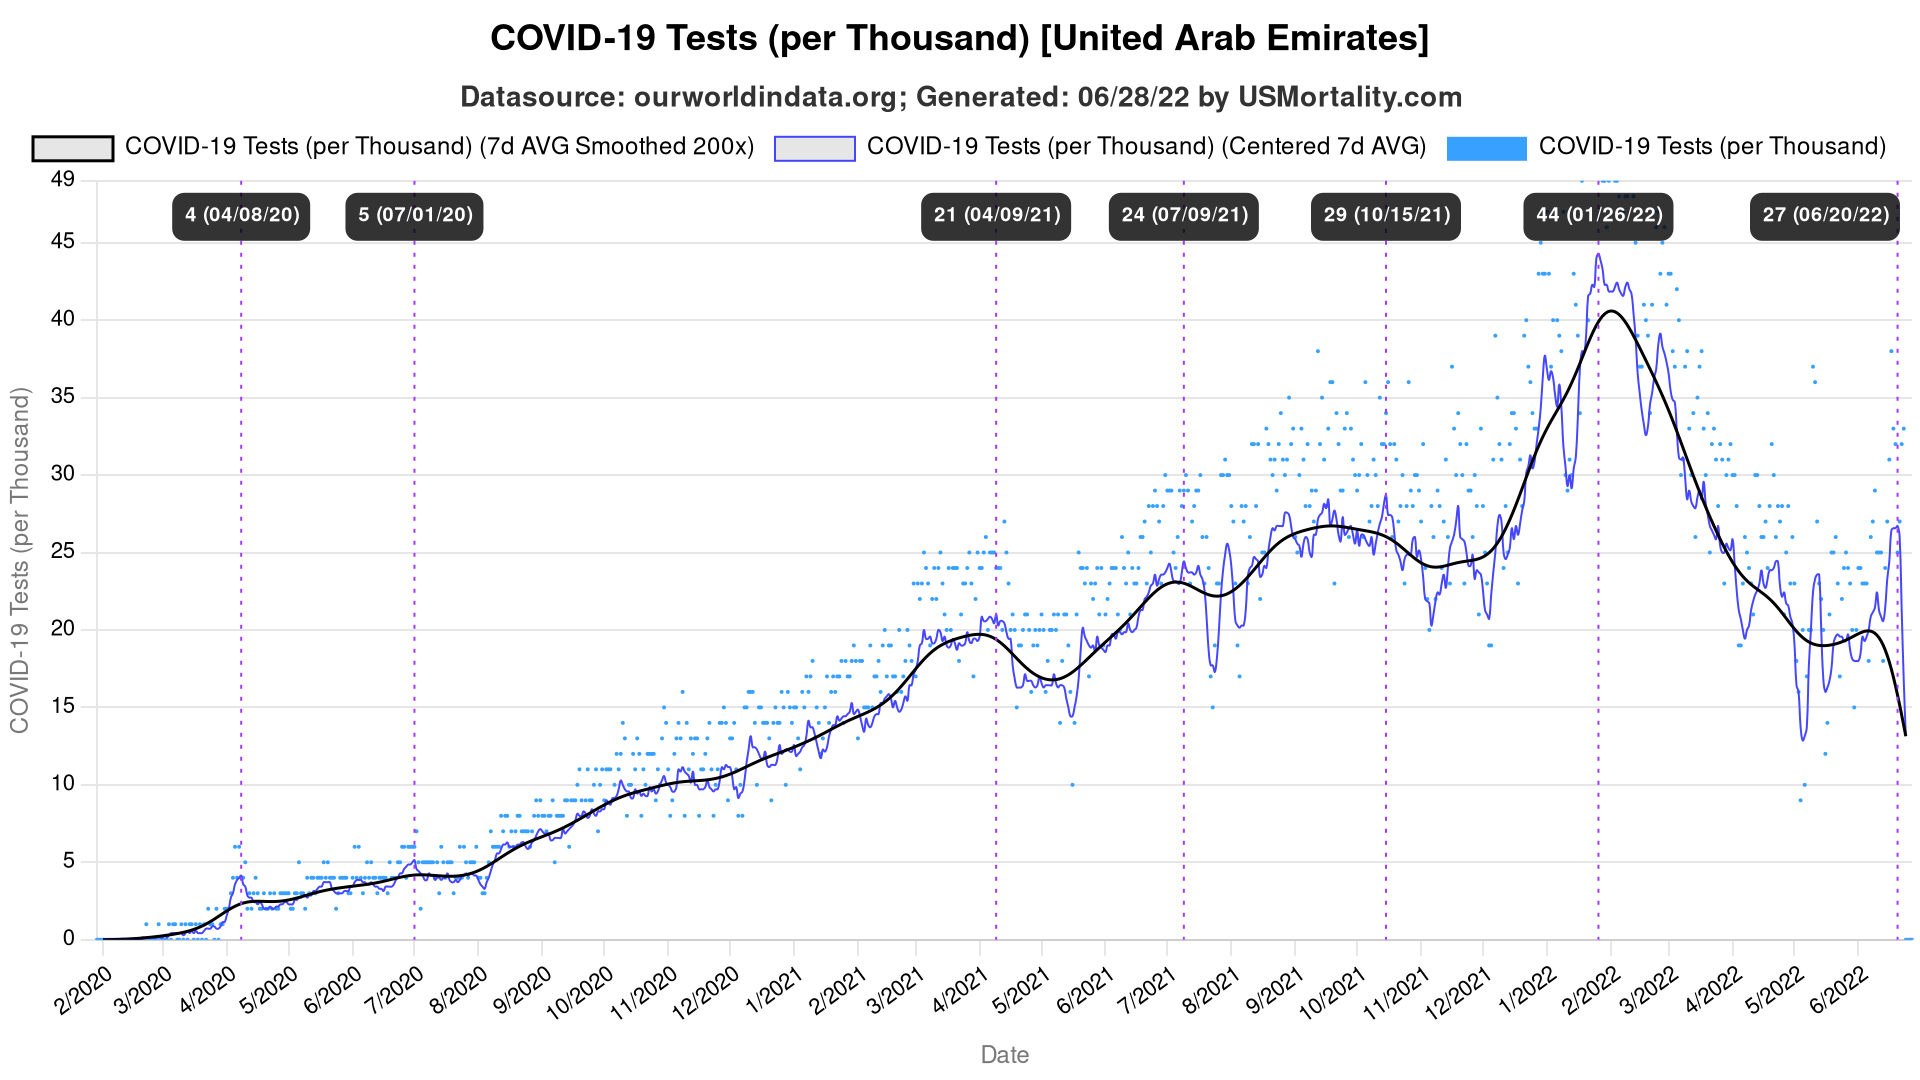 COVID-19 Tests (per Thousand) [United Arab Emirates]
Datasource: ourworldindata.org; Generated: 06/28/22 by USMortality.com
COVID-19 Tests (per Thousand) (7d AVG Smoothed 200x) COVID-19 Tests (per Thousand) (Centered 7d AVG) COVID-19 Tests (per Thousand)
49
4 (04/08/20) 5 (07/01/20) 21 (04/09/21) 24 (07/09/21) 29 (10/15/21) 44 (01/26/22) 27 (06/20/22)
45
40
35
30
25
20
15
10
5
0
COVID-19 Tests (per Thousand)
2/2020 3/2020 4/2020 5/2020 6/2020 7/2020 8/2020 9/2020 10/2020 11/2020 12/2020 1/2021 2/2021 3/2021 4/2021 5/2021 6/2021 7/2021 8/2021 9/2021 10/2021 11/2021 12/2021 1/2022 2/2022 3/2022 4/2022 5/2022 6/2022
Date